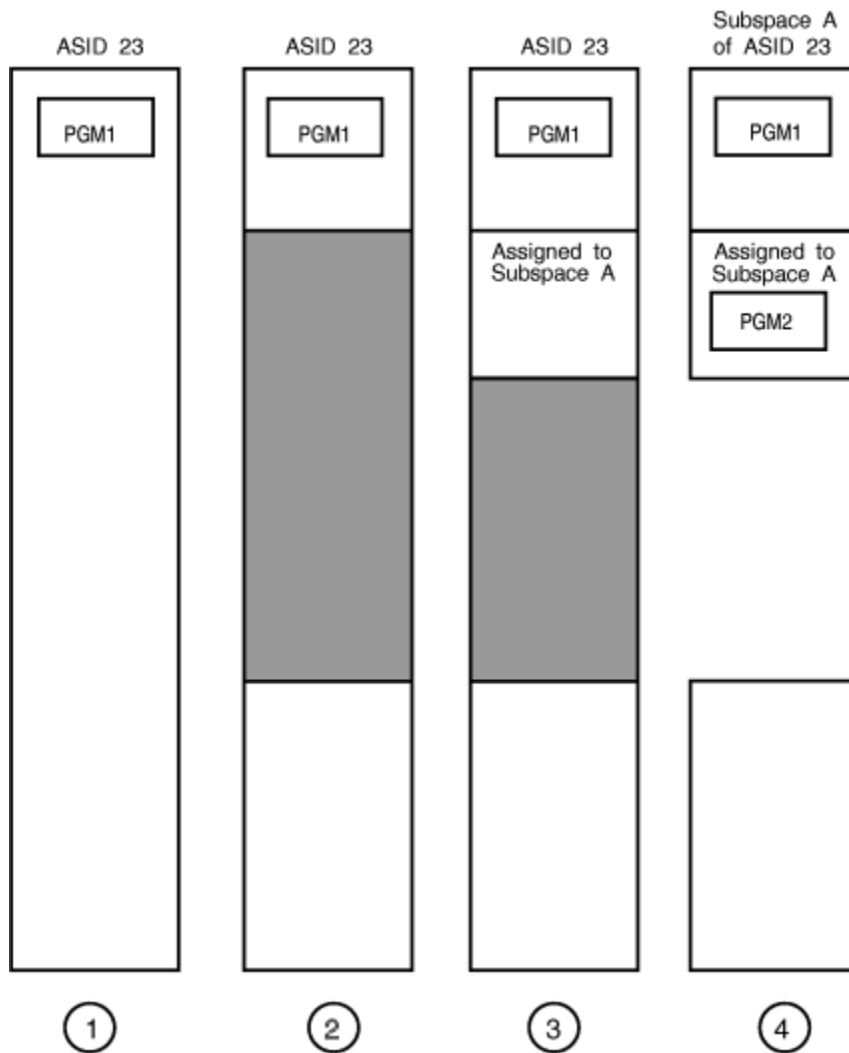 ASID 23
ASID 23
ASID 23
Subspace A
of ASID 23
PGM1
PGM1
PGM1
PGM1
Assigned to
Subspace A
Assigned to
Subspace A
PGM2
1
2
3
4